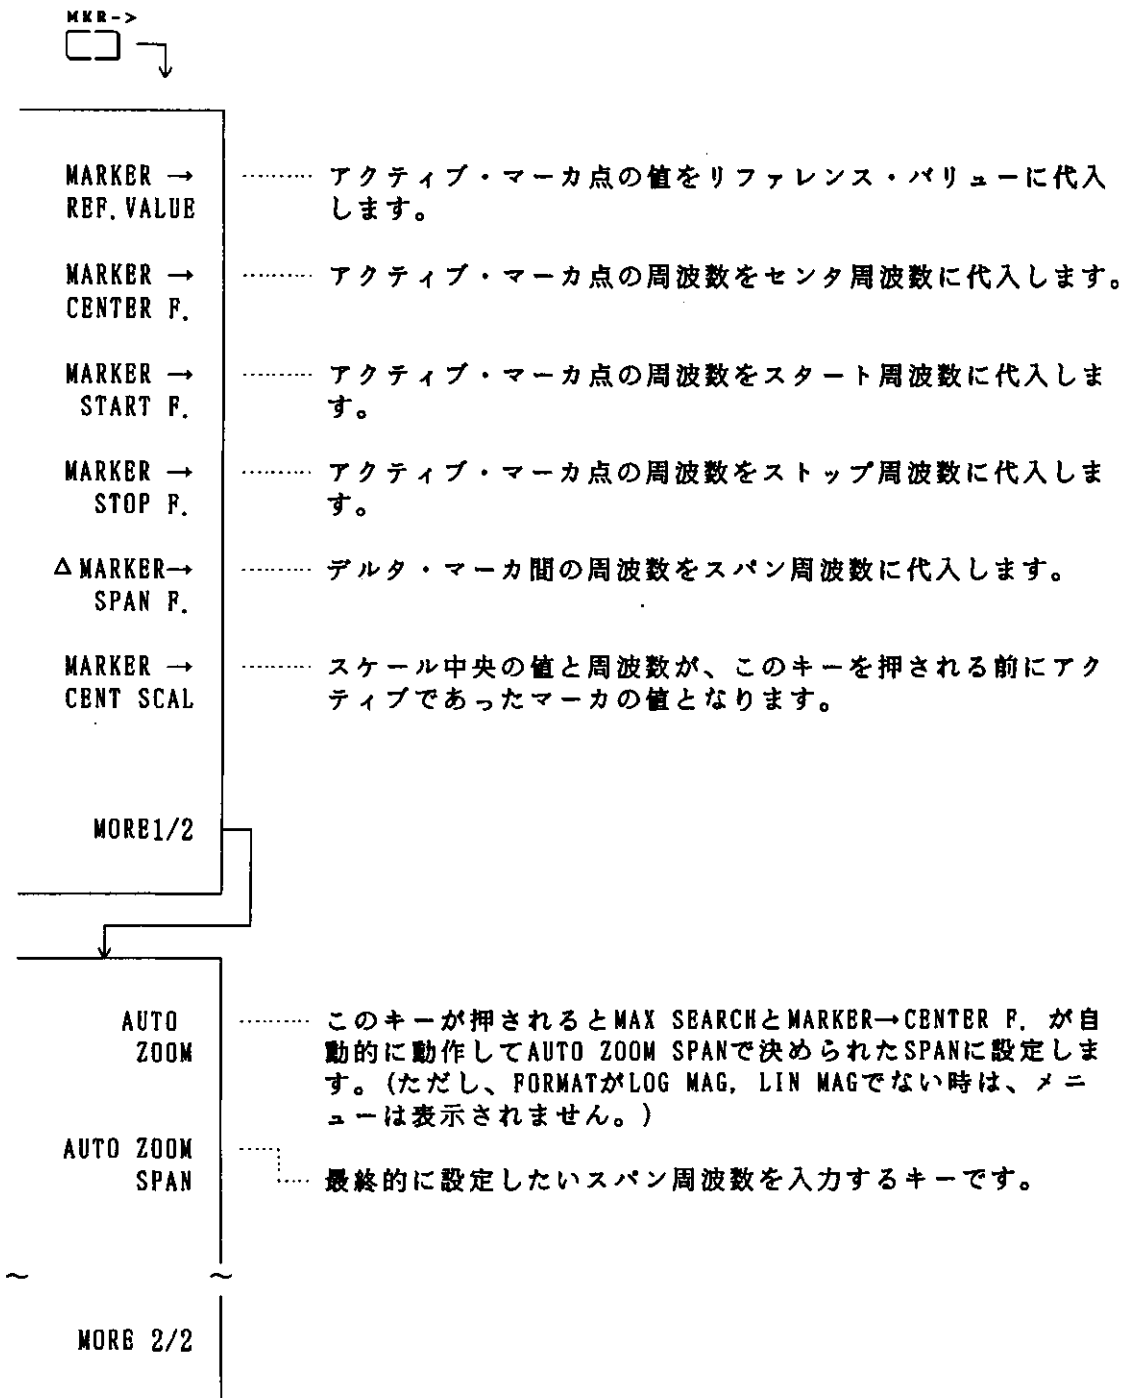 MKR->
MARKER → ……… アクティブ・マーカ点の値をリファレンス・バリューに代入
REF.VALUE します。
MARKER → ……… アクティブ・マーカ点の周波数をセンタ周波数に代入します。
CENTER F.
MARKER → ……… アクティブ・マーカ点の周波数をスタート周波数に代入しま
START F. す。
MARKER → ……… アクティブ・マーカ点の周波数をストップ周波数に代入しま
STOP F. す。
△MARKER→ ……… デルタ・マーカ間の周波数をスパン周波数に代入します。
SPAN F.
MARKER → ……… スケール中央の値と周波数が、このキーを押される前にアク
CENT SCAL ティブであったマーカの値となります。
MORE1/2
AUTO ……… このキーが押されるとMAX SEARCHとMARKER→CENTER F. が自
ZOOM 動的に動作してAUTO ZOOM SPANで決められたSPANに設定しま
す。(ただし、FORMATがLOG MAG, LIN MAGでない時は、メニ
ューは表示されません。)
AUTO ZOOM
SPAN 最終的に設定したいスパン周波数を入力するキーです。
~ ~
MORE 2/2